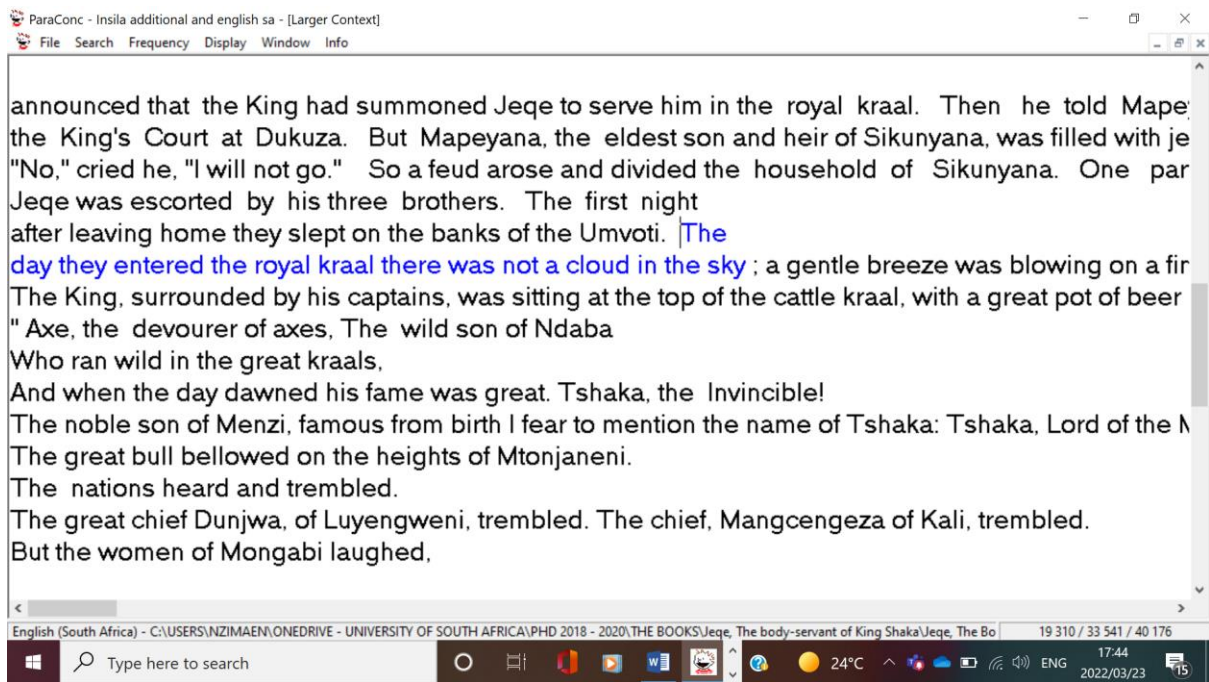 ParaConc - Insila additional and english sa - [Larger Context]
File Search Frequency Display Window Info
announced that the King had summoned Jeqe to serve him in the royal kraal. Then he told Mape
the King's Court at Dukuza. But Mapeyana, the eldest son and heir of Sikunyana, was filled with je
"No," cried he, "I will not go." So a feud arose and divided the household of Sikunyana. One par
Jeqe was escorted by his three brothers. The first night
after leaving home they slept on the banks of the Umvoti. The
day they entered the royal kraal there was not a cloud in the sky ; a gentle breeze was blowing on a fir
The King, surrounded by his captains, was sitting at the top of the cattle kraal, with a great pot of beer
" Axe, the devourer of axes, The wild son of Ndaba
Who ran wild in the great kraals,
And when the day dawned his fame was great. Tshaka, the Invincible!
The noble son of Menzi, famous from birth I fear to mention the name of Tshaka: Tshaka, Lord of the
The great bull bellowed on the heights of Mtonjaneni.
The nations heard and trembled.
The great chief Dunjwa, of Luyengweni, trembled. The chief, Mangcengeza of Kali, trembled.
But the women of Mongabi laughed,
English (South Africa) - C:\USERS\NZIMAEN\ONEDRIVE - UNIVERSITY OF SOUTH AFRICA\PHD 2018 - 2020\THE BOOKS\Jeqe, The body-servant of King Shaka\Jeqe, The Bo 19 310 / 33 541 / 40 176
Type here to search 24°C ENG 17:44
2022/03/23 15